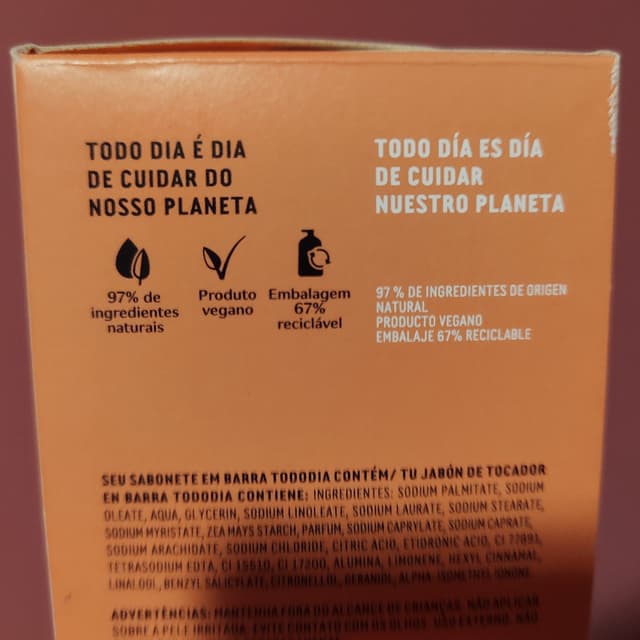 TODO DIA É DIA
DE CUIDAR DO
NOSSO PLANETA
97% de
ingredientes
naturais
Produto
vegano
Embalagem
67%
reciclável
TODO DÍA ES DÍA
DE CUIDAR
NUESTRO PLANETA
97 % DE INGREDIENTES DE ORIGEN
NATURAL
PRODUCTO VEGANO
EMBALAJE 67% RECICLABLE
SEU SABONETE EM BARRA TODODIA CONTÉM/ TU JABÓN DE TOCADOR
EN BARRA TODODIA CONTIENE: INGREDIENTES: SODIUM PALMITATE, SODIUM
OLEATE, AQUA, GLYCERIN, SODIUM LINOLEATE, SODIUM LAURATE, SODIUM STEARATE,
SODIUM MYRISTATE, ZEA MAYS STARCH, PARFUM, SODIUM CAPRYLATE, SODIUM CAPRATE,
SODIUM ARACHIDATE, SODIUM CHLORIDE, CITRIC ACID, ETIDRONIC ACID, CI 77891,
TETRASODIUM EDTA, CI 15510, CI 17200, ALUMINA, LIMONENE, HEXYL CINNAMAL,
LINALOOL, BENZYL SALICYLATE, CITRONELLOL, GERANIOL, ALPHA-ISOMETHYL IONONE.
ADVERTÊNCIAS: MANTENHA FORA DO ALCANCE DE CRIANÇAS. NÃO APLICAR
SOBRE A PELE IRRITADA. EVITE CONTATO COM OS OLHOS. USO EXTERNO. NÃO